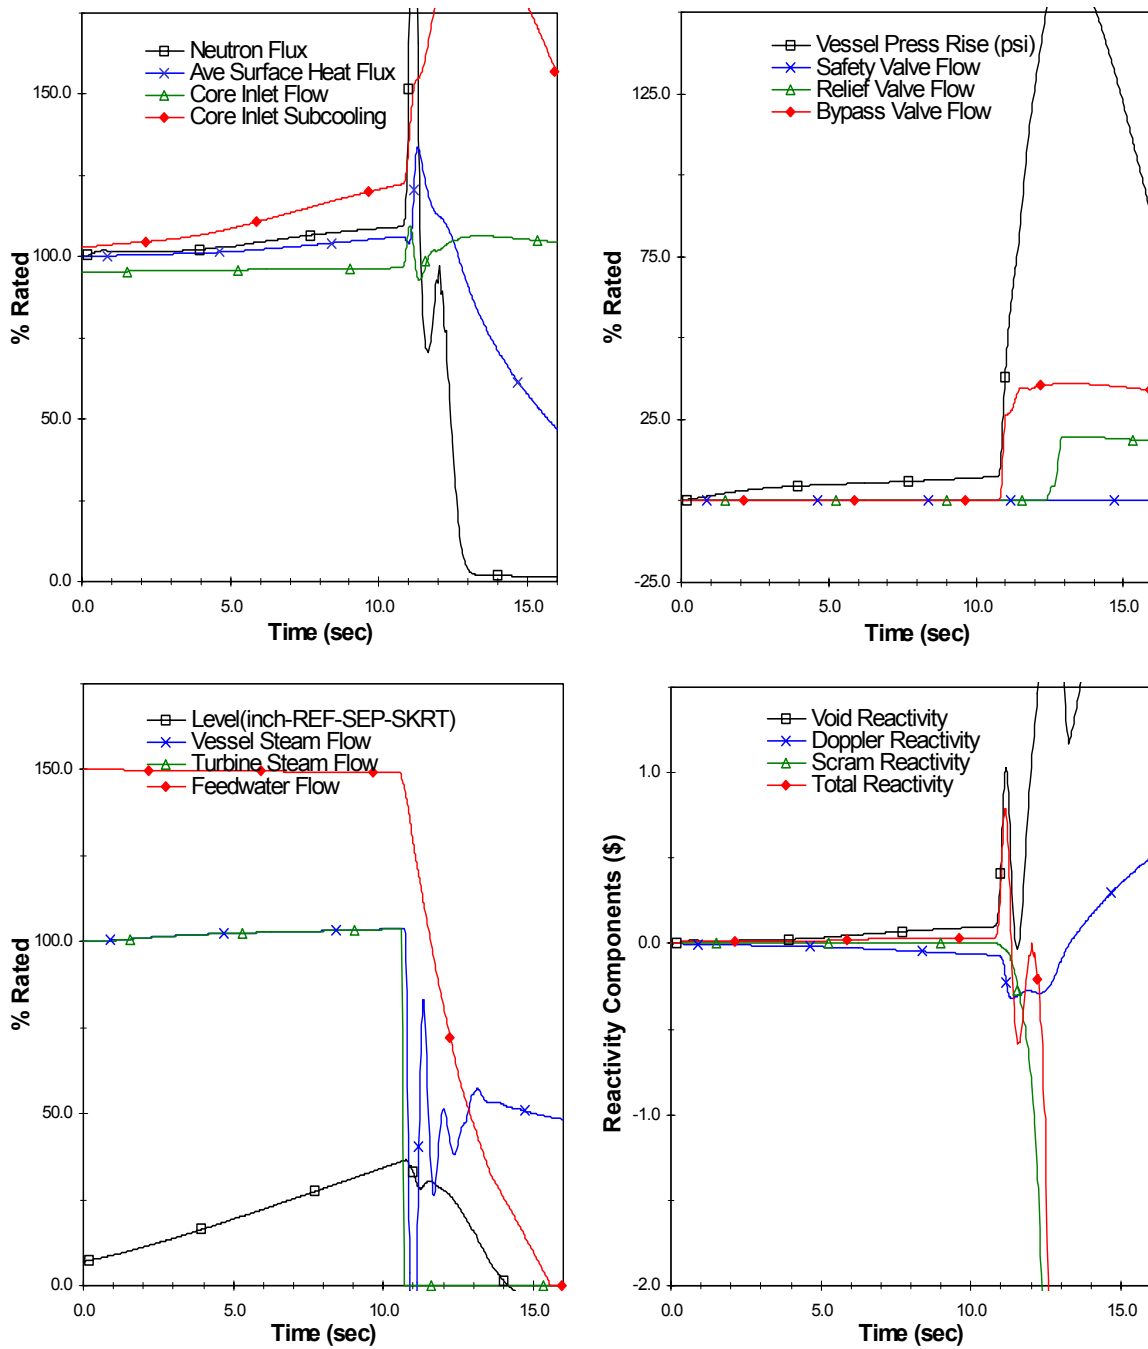 Neutron Flux
Ave Surface Heat Flux
Core Inlet Flow
Core Inlet Subcooling
150.0
100.0
50.0
0.0
% Rated
0.0 5.0 10.0 15.0
Time (sec)
Vessel Press Rise (psi)
Safety Valve Flow
Relief Valve Flow
Bypass Valve Flow
125.0
75.0
25.0
-25.0
% Rated
0.0 5.0 10.0 15.0
Time (sec)
Level(inch-REF-SEP-SKRT)
Vessel Steam Flow
Turbine Steam Flow
Feedwater Flow
150.0
100.0
50.0
0.0
% Rated
0.0 5.0 10.0 15.0
Time (sec)
Void Reactivity
Doppler Reactivity
Scram Reactivity
Total Reactivity
1.0
0.0
-1.0
-2.0
Reactivity Components ($)
0.0 5.0 10.0 15.0
Time (sec)